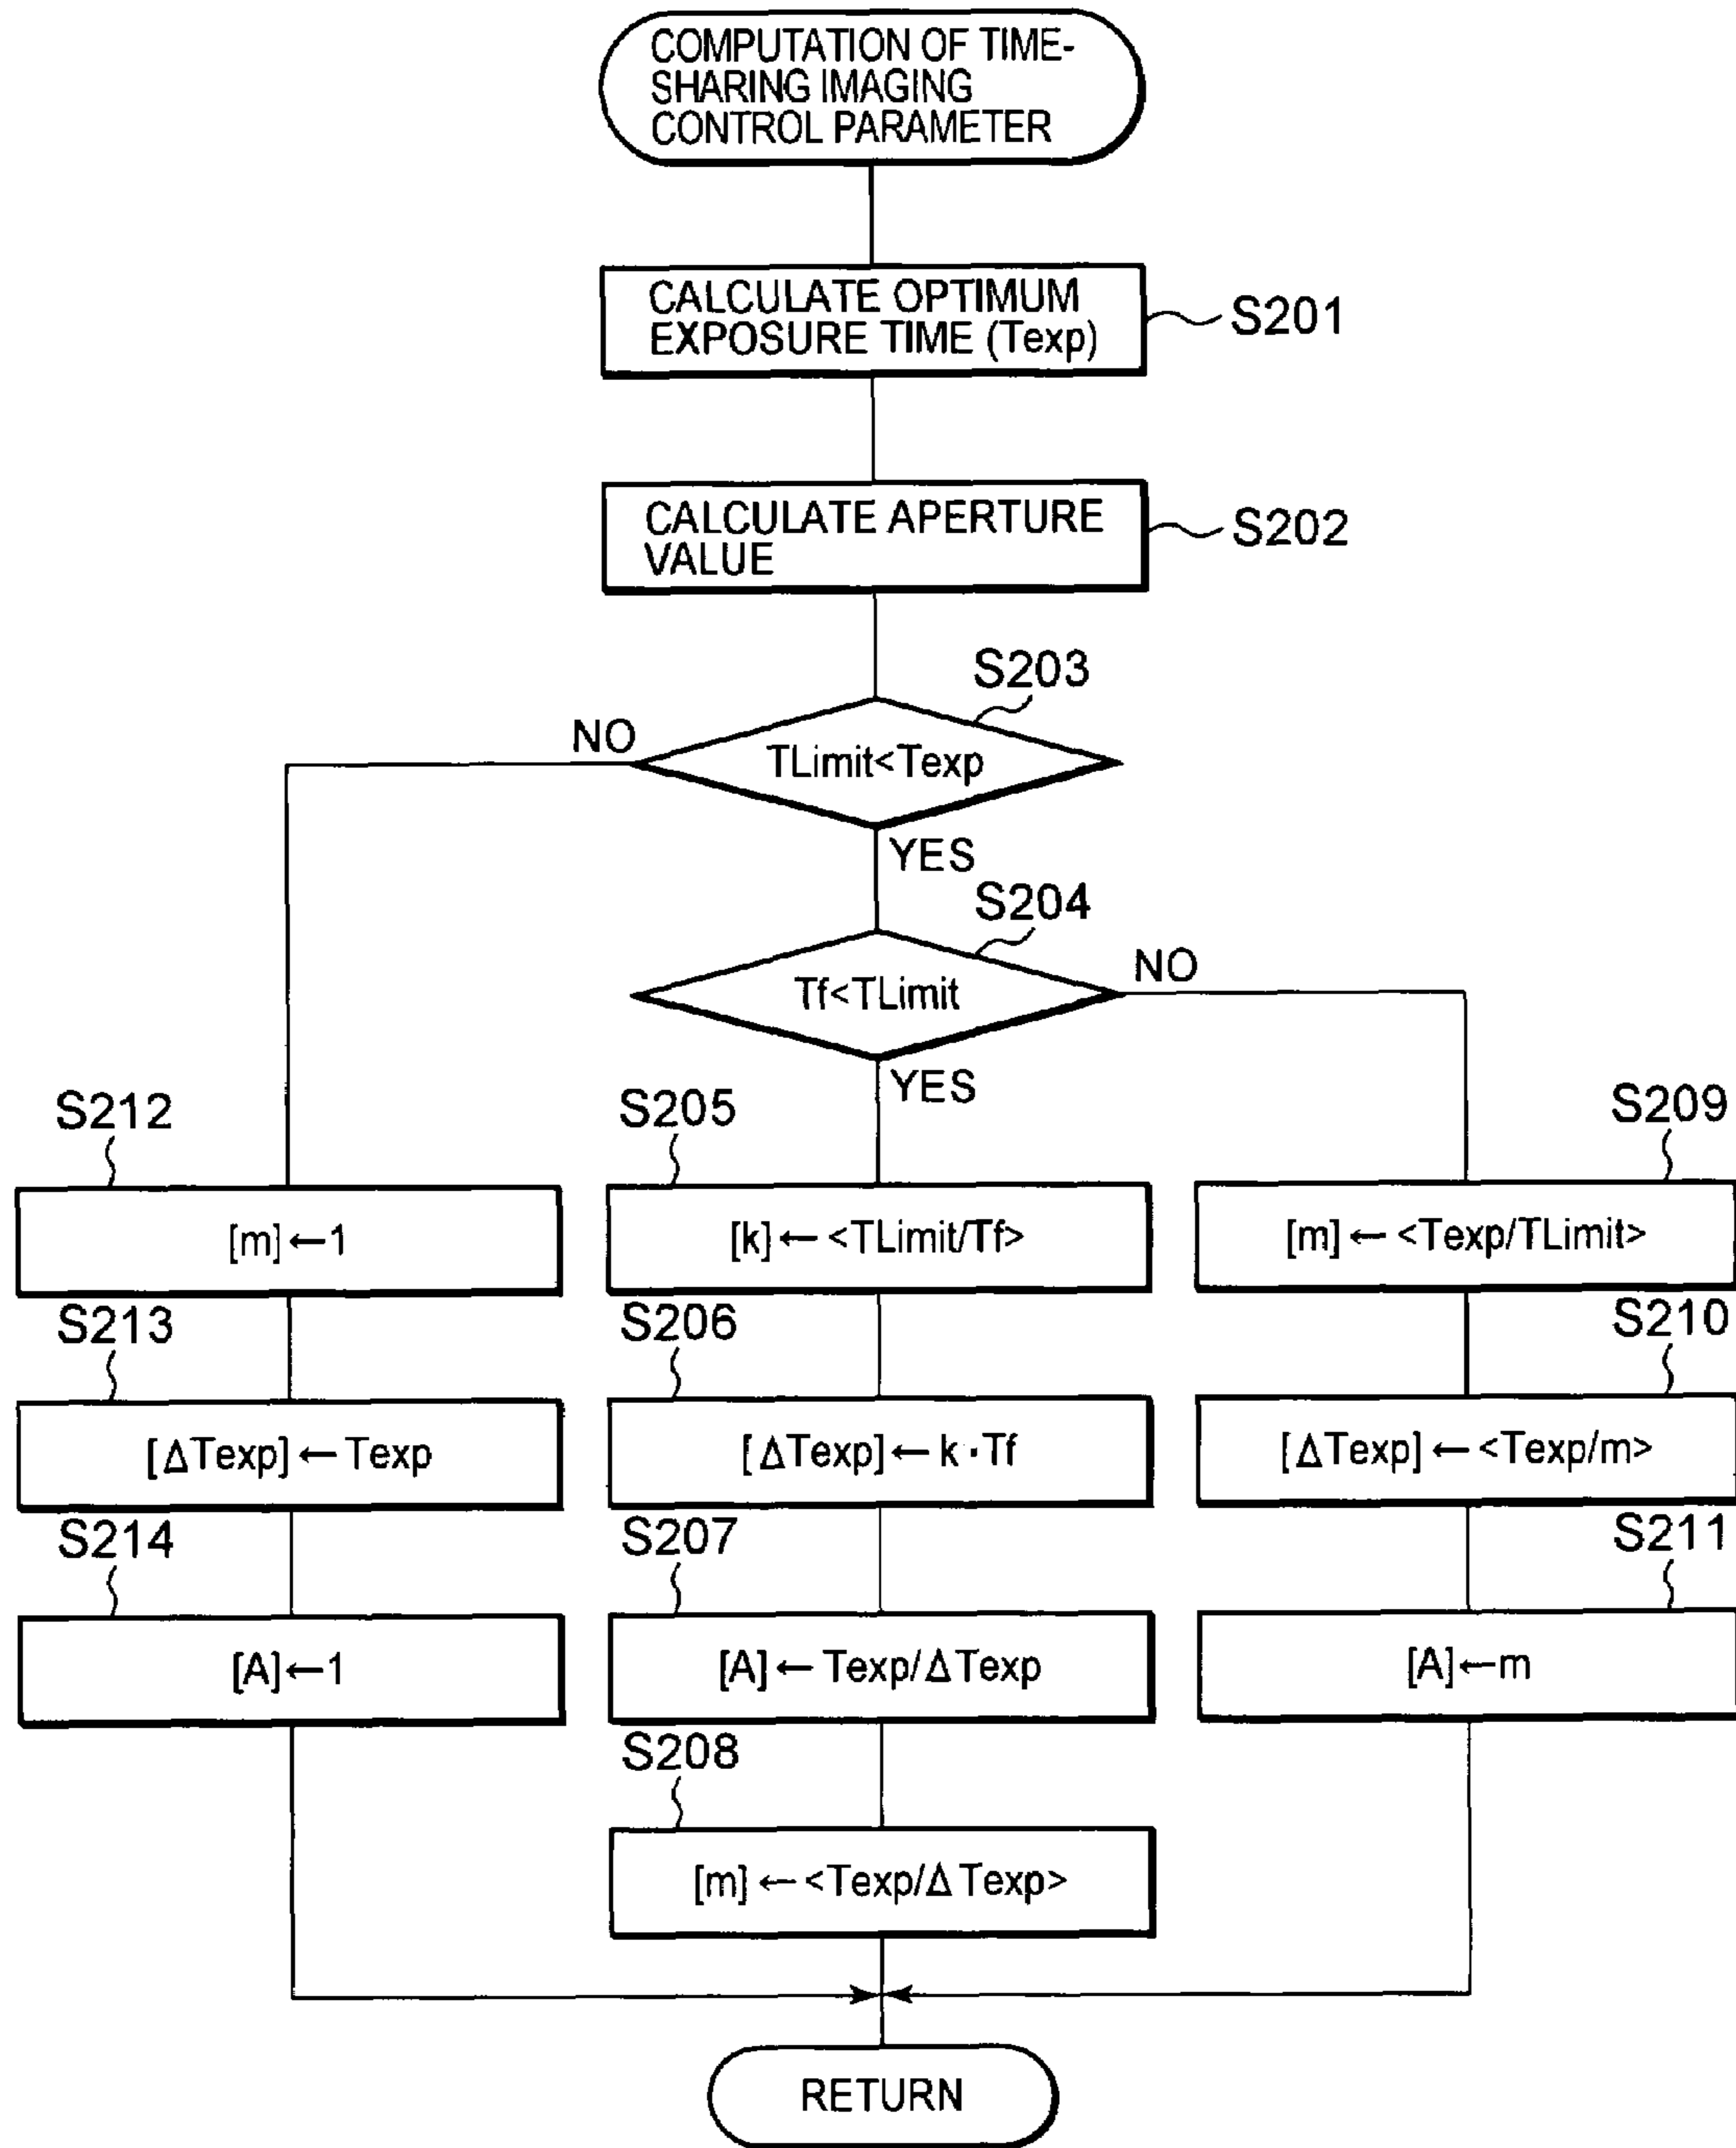 COMPUTATION OF TIME-
SHARING IMAGING
CONTROL PARAMETER
CALCULATE OPTIMUM
EXPOSURE TIME (Texp)
S201
CALCULATE APERTURE
VALUE
S202
S203
NO
TLimit<Texp
YES
S204
NO
Tf<TLimit
YES
S212
S205
S209
[m]←1
[k]←<TLimit/Tf>
[m]←<Texp/TLimit>
S213
S206
S210
[ΔTexp]←Texp
[ΔTexp]←k·Tf
[ΔTexp]←<Texp/m>
S214
S207
S211
[A]←1
[A]←Texp/ΔTexp
[A]←m
S208
[m]←<Texp/ΔTexp>
RETURN